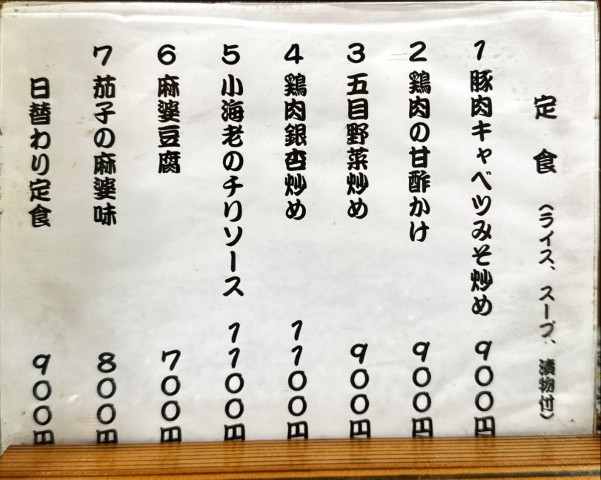 定食(ライス、スープ、漬物付)
1 豚肉キャベツみそ炒め 900円
2 鶏肉の甘酢かけ 900円
3 五目野菜炒め 900円
4 鶏肉銀杏炒め 1100円
5 小海老のチリソース 1100円
6 麻婆豆腐 700円
7 茄子の麻婆味 800円
日替わり定食 900円